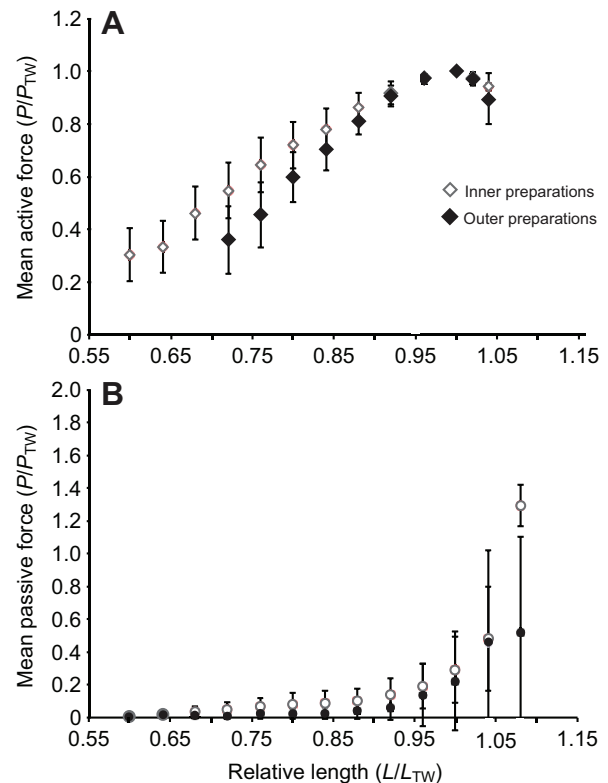 A
1.2
1.0
0.8
0.6
0.4
0.2
0
Mean active force (P/PTW)
Inner preparations
Outer preparations
0.55 0.65 0.75 0.85 0.95 1.05 1.15
B
2.0
1.8
1.6
1.4
1.2
1.0
0.8
0.6
0.4
0.2
0
Mean passive force (P/PTW)
0.55 0.65 0.75 0.85 0.95 1.05 1.15
Relative length (L/LTW)